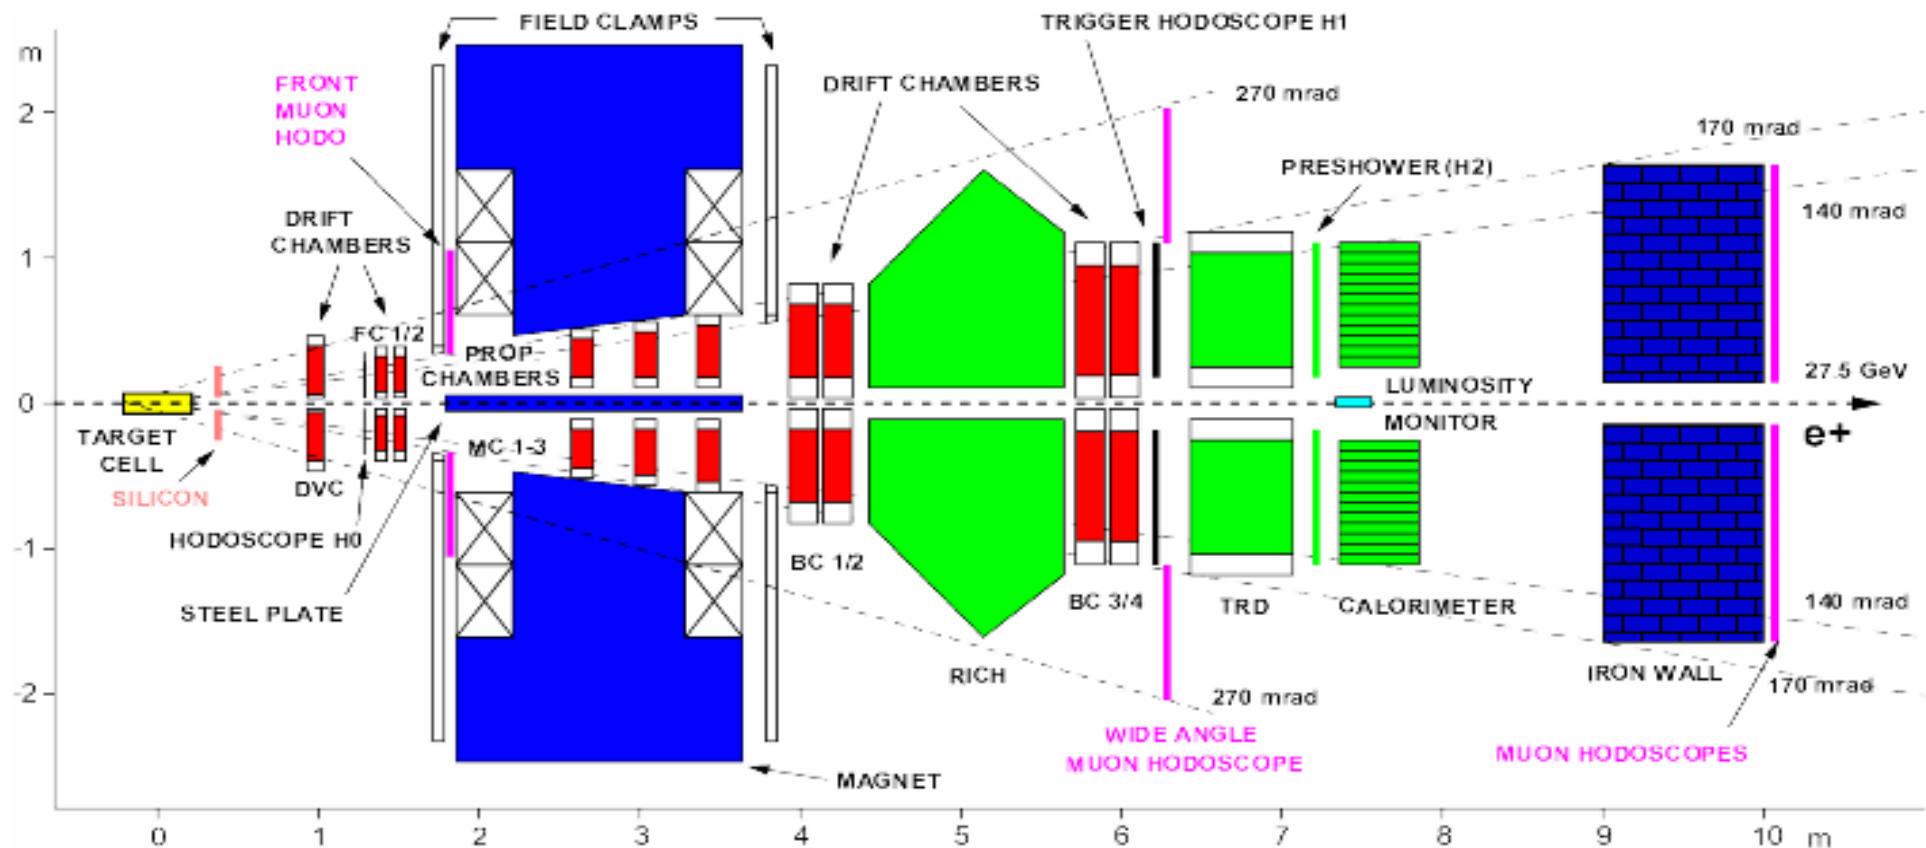 FIELD CLAMPS
TRIGGER HODOSCOPE H1
m
FRONT
MUON
HODO
DRIFT CHAMBERS
270 mrad
2
170 mrad
PRESHOWER (H2)
DRIFT
CHAMBERS
140 mrad
1
FC 1/2
PROP
CHAMBERS
27.5 GeV
LUMINOSITY
0
MONITOR
e+
TARGET
CELL
MC 1-3
SILICON
DVC
HODOSCOPE H0
-1
BC 1/2
STEEL PLATE
BC 3/4
TRD
CALORIMETER
140 mrad
RICH
IRON WALL
170 mrad
-2
270 mrad
WIDE ANGLE
MUON HODOSCOPE
MUON HODOSCOPES
MAGNET
0 1 2 3 4 5 6 7 8 9 10 m